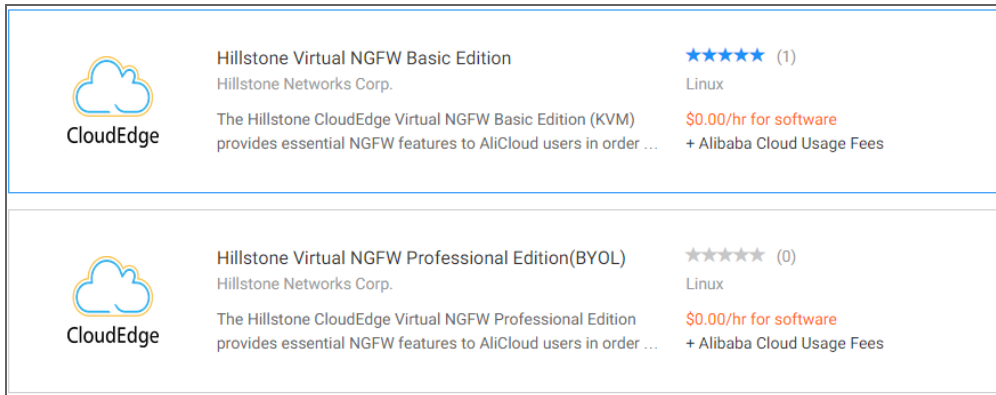 Hillstone Virtual NGFW Basic Edition
★★★★★ (1)
Hillstone Networks Corp.
Linux
CloudEdge
The Hillstone CloudEdge Virtual NGFW Basic Edition (KVM)
$0.00/hr for software
provides essential NGFW features to AliCloud users in order ...
+ Alibaba Cloud Usage Fees
Hillstone Virtual NGFW Professional Edition(BYOL)
★★★★★ (0)
Hillstone Networks Corp.
Linux
CloudEdge
The Hillstone CloudEdge Virtual NGFW Professional Edition
$0.00/hr for software
provides essential NGFW features to AliCloud users in order ...
+ Alibaba Cloud Usage Fees